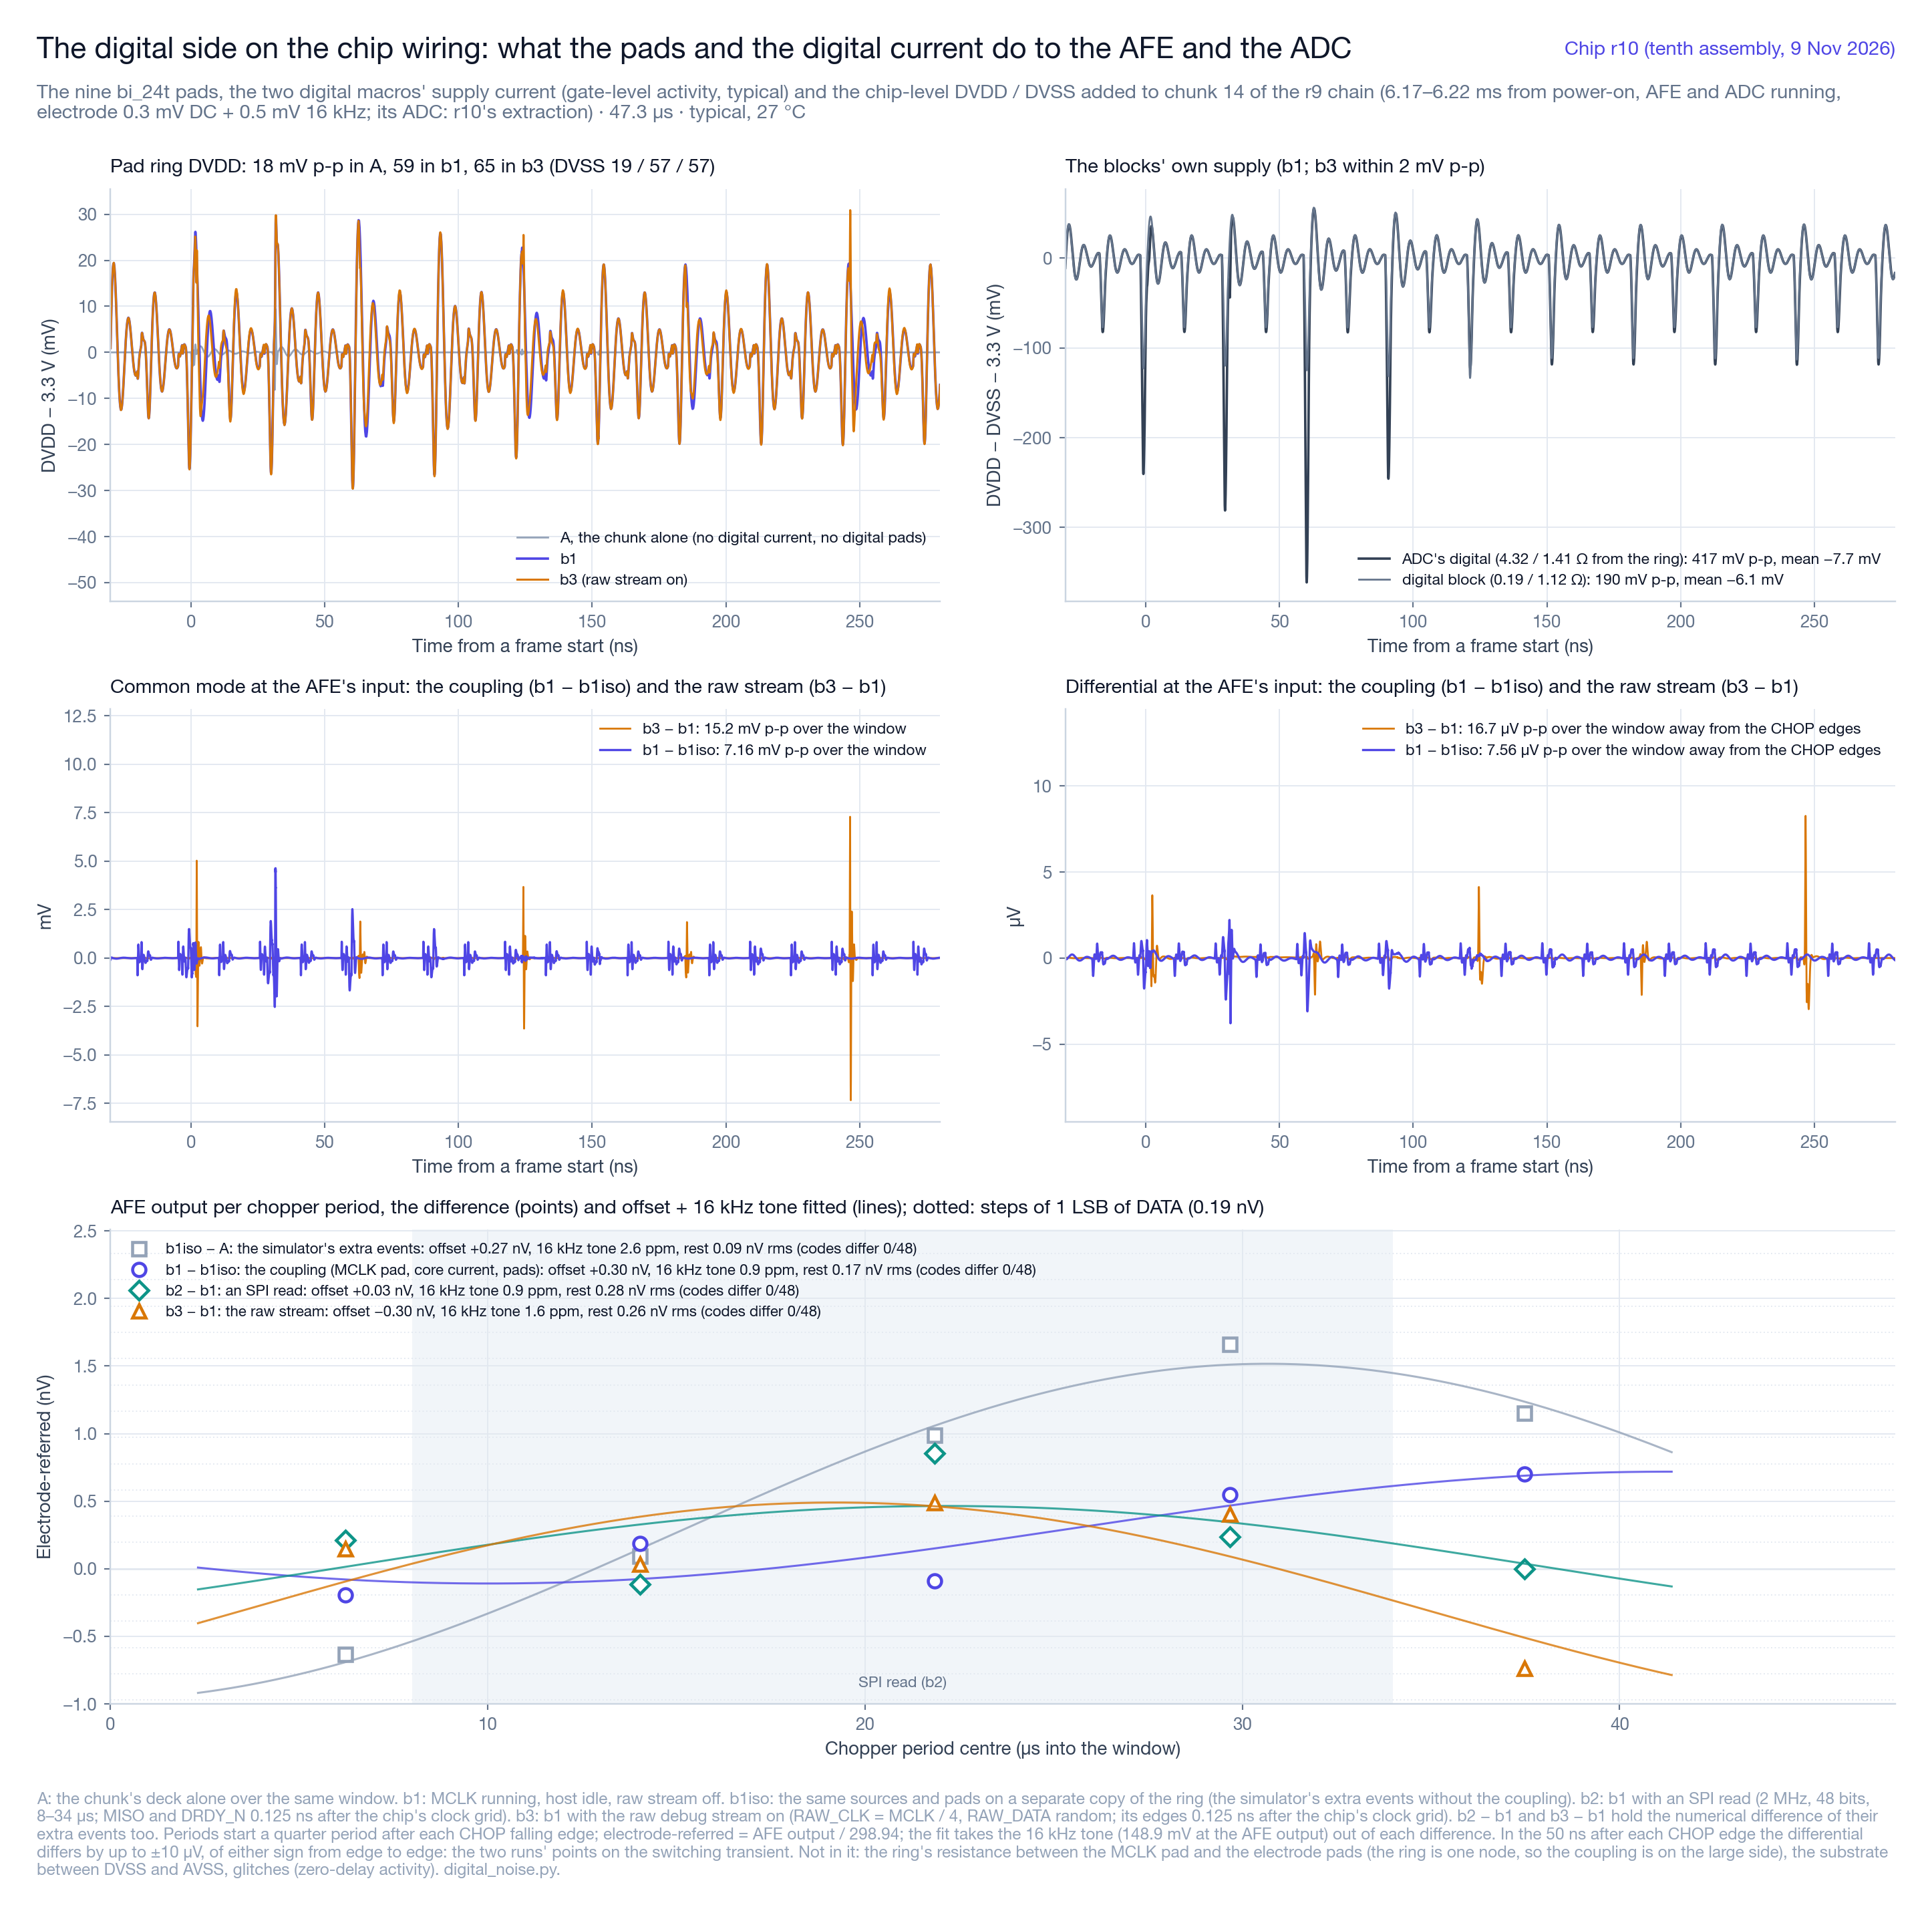 The digital side on the chip wiring: what the pads and the digital current do to the AFE and the ADC
Chip r10 (tenth assembly, 9 Nov 2026)
The nine bi_24t pads, the two digital macros' supply current (gate-level activity, typical) and the chip-level DVDD / DVSS added to chunk 14 of the r9 chain (6.17–6.22 ms from power-on, AFE and ADC running,
electrode 0.3 mV DC + 0.5 mV 16 kHz; its ADC: r10's extraction) · 47.3 µs · typical, 27 °C
Pad ring DVDD: 18 mV p-p in A, 59 in b1, 65 in b3 (DVSS 19 / 57 / 57)
30
20
10
0
−10
−20
−30
−40
−50
DVDD − 3.3 V (mV)
A, the chunk alone (no digital current, no digital pads)
b1
b3 (raw stream on)
0 50 100 150 200 250
Time from a frame start (ns)
The blocks' own supply (b1; b3 within 2 mV p-p)
0
−100
−200
−300
DVDD − DVSS − 3.3 V (mV)
ADC's digital (4.32 / 1.41 Ω from the ring): 417 mV p-p, mean −7.7 mV
digital block (0.19 / 1.12 Ω): 190 mV p-p, mean −6.1 mV
0 50 100 150 200 250
Time from a frame start (ns)
Common mode at the AFE's input: the coupling (b1 − b1iso) and the raw stream (b3 − b1)
12.5
10.0
7.5
5.0
2.5
0.0
−2.5
−5.0
−7.5
mV
b3 − b1: 15.2 mV p-p over the window
b1 − b1iso: 7.16 mV p-p over the window
0 50 100 150 200 250
Time from a frame start (ns)
Differential at the AFE's input: the coupling (b1 − b1iso) and the raw stream (b3 − b1)
10
5
0
−5
µV
b3 − b1: 16.7 µV p-p over the window away from the CHOP edges
b1 − b1iso: 7.56 µV p-p over the window away from the CHOP edges
0 50 100 150 200 250
Time from a frame start (ns)
AFE output per chopper period, the difference (points) and offset + 16 kHz tone fitted (lines); dotted: steps of 1 LSB of DATA (0.19 nV)
2.5
2.0
1.5
1.0
0.5
0.0
−0.5
−1.0
Electrode-referred (nV)
b1iso − A: the simulator's extra events: offset +0.27 nV, 16 kHz tone 2.6 ppm, rest 0.09 nV rms (codes differ 0/48)
b1 − b1iso: the coupling (MCLK pad, core current, pads): offset +0.30 nV, 16 kHz tone 0.9 ppm, rest 0.17 nV rms (codes differ 0/48)
b2 − b1: an SPI read: offset +0.03 nV, 16 kHz tone 0.9 ppm, rest 0.28 nV rms (codes differ 0/48)
b3 − b1: the raw stream: offset −0.30 nV, 16 kHz tone 1.6 ppm, rest 0.26 nV rms (codes differ 0/48)
SPI read (b2)
0 10 20 30 40
Chopper period centre (µs into the window)
A: the chunk's deck alone over the same window. b1: MCLK running, host idle, raw stream off. b1iso: the same sources and pads on a separate copy of the ring (the simulator's extra events without the coupling). b2: b1 with an SPI read (2 MHz, 48 bits,
8–34 µs; MISO and DRDY_N 0.125 ns after the chip's clock grid). b3: b1 with the raw debug stream on (RAW_CLK = MCLK / 4, RAW_DATA random; its edges 0.125 ns after the chip's clock grid). b2 − b1 and b3 − b1 hold the numerical difference of their
extra events too. Periods start a quarter period after each CHOP falling edge; electrode-referred = AFE output / 298.94; the fit takes the 16 kHz tone (148.9 mV at the AFE output) out of each difference. In the 50 ns after each CHOP edge the differential
differs by up to ±10 µV, of either sign from edge to edge: the two runs' points on the switching transient. Not in it: the ring's resistance between the MCLK pad and the electrode pads (the ring is one node, so the coupling is on the large side), the substrate
between DVSS and AVSS, glitches (zero-delay activity). digital_noise.py.